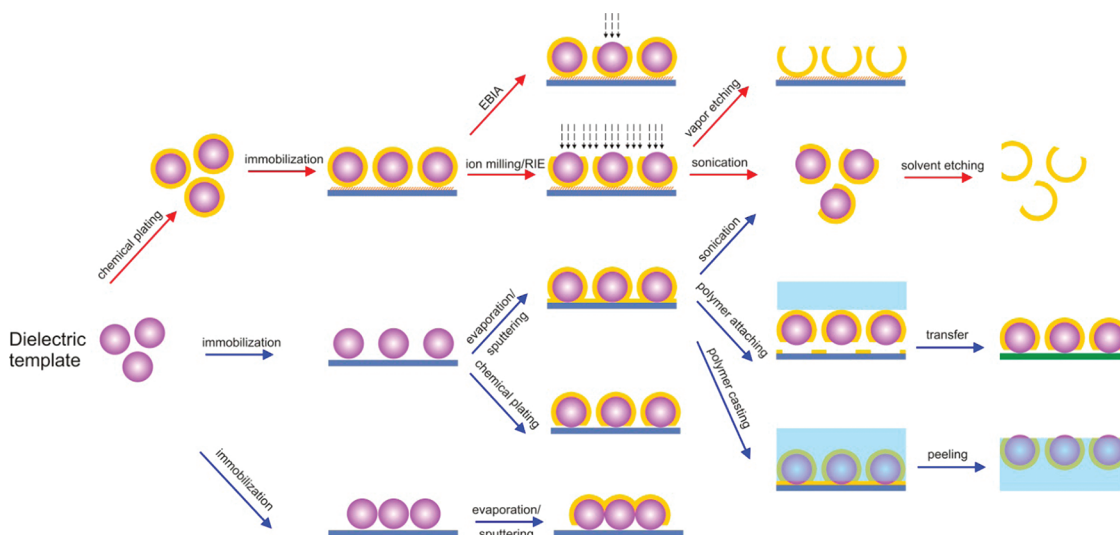 EBIA
vapor etching
immobilization
ion milling/RIE
sonication
solvent etching
chemical plating
sonication
evaporation/
sputtering
polymer attaching
Dielectric
template
immobilization
transfer
chemical plating
polymer casting
immobilization
peeling
evaporation/
sputtering